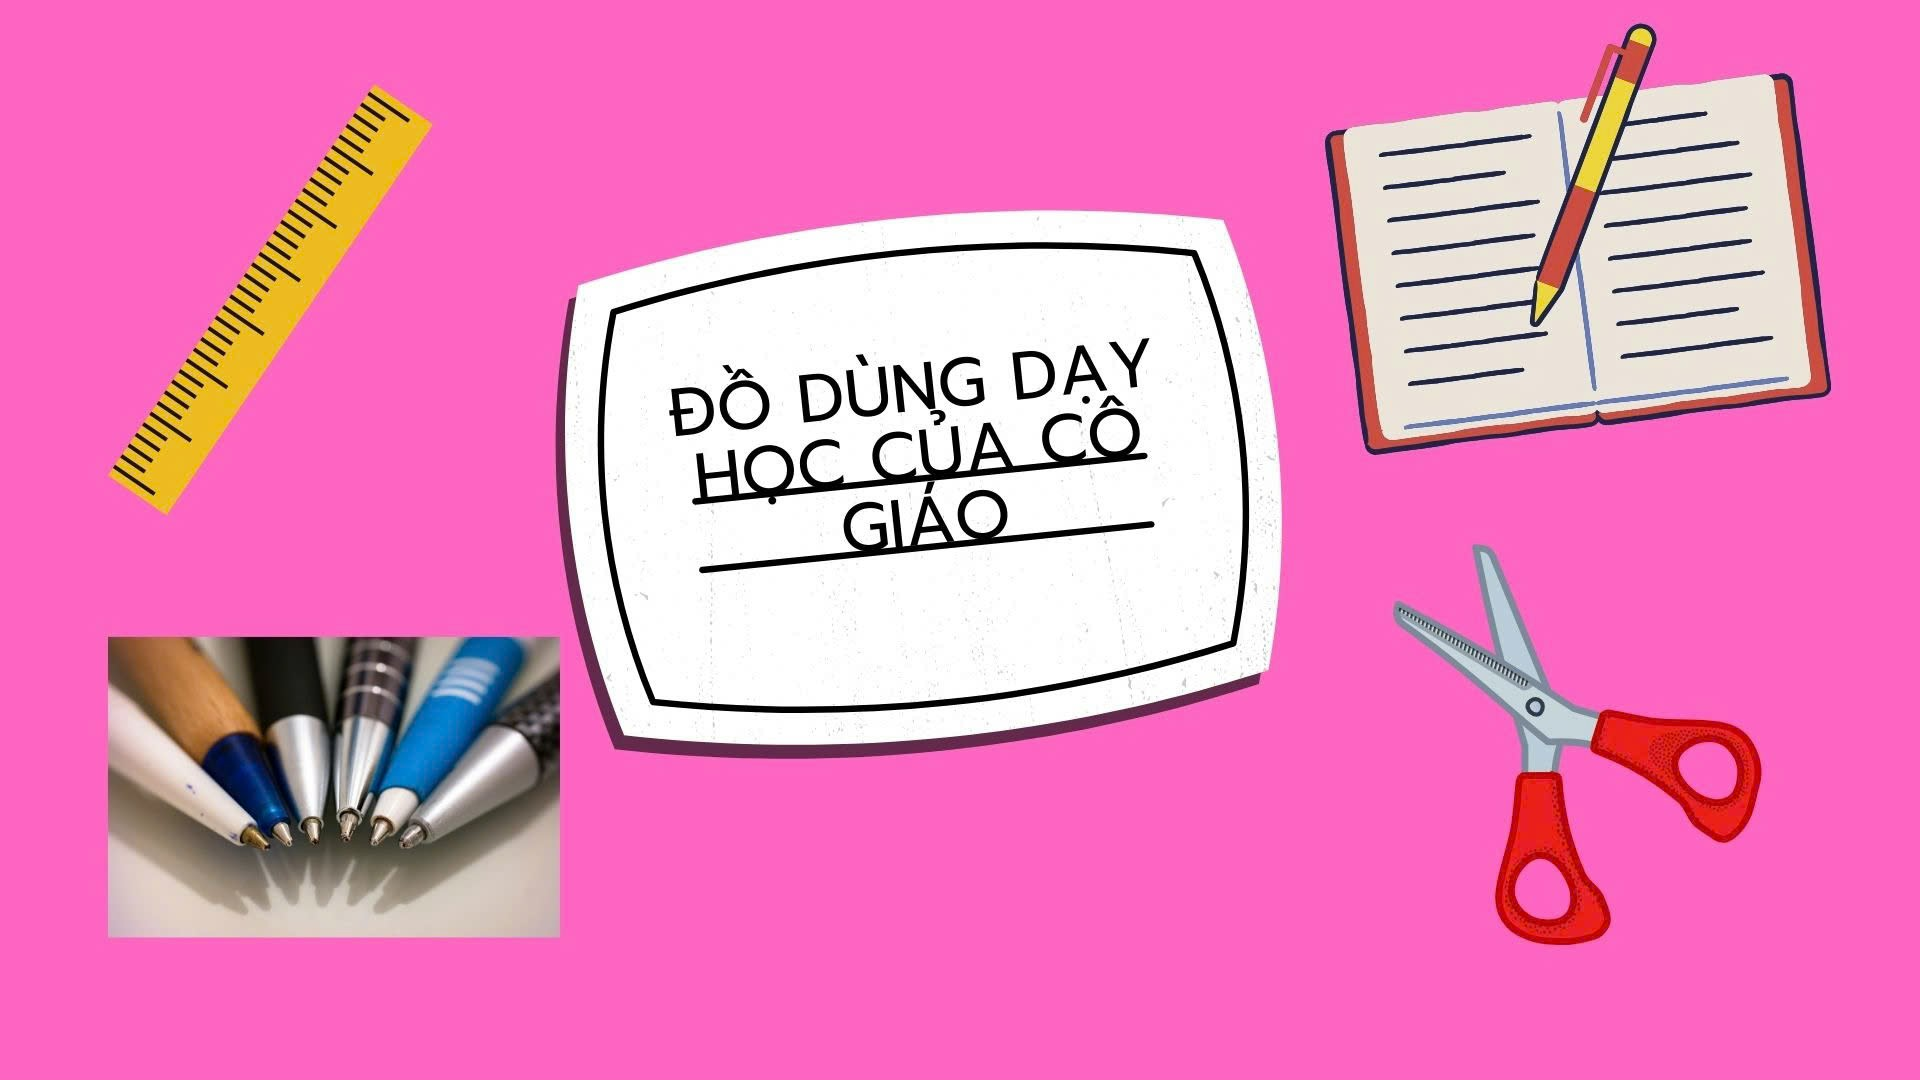 ĐỒ DÙNG DẠY
HỌC CỦA CÔ
GIÁO